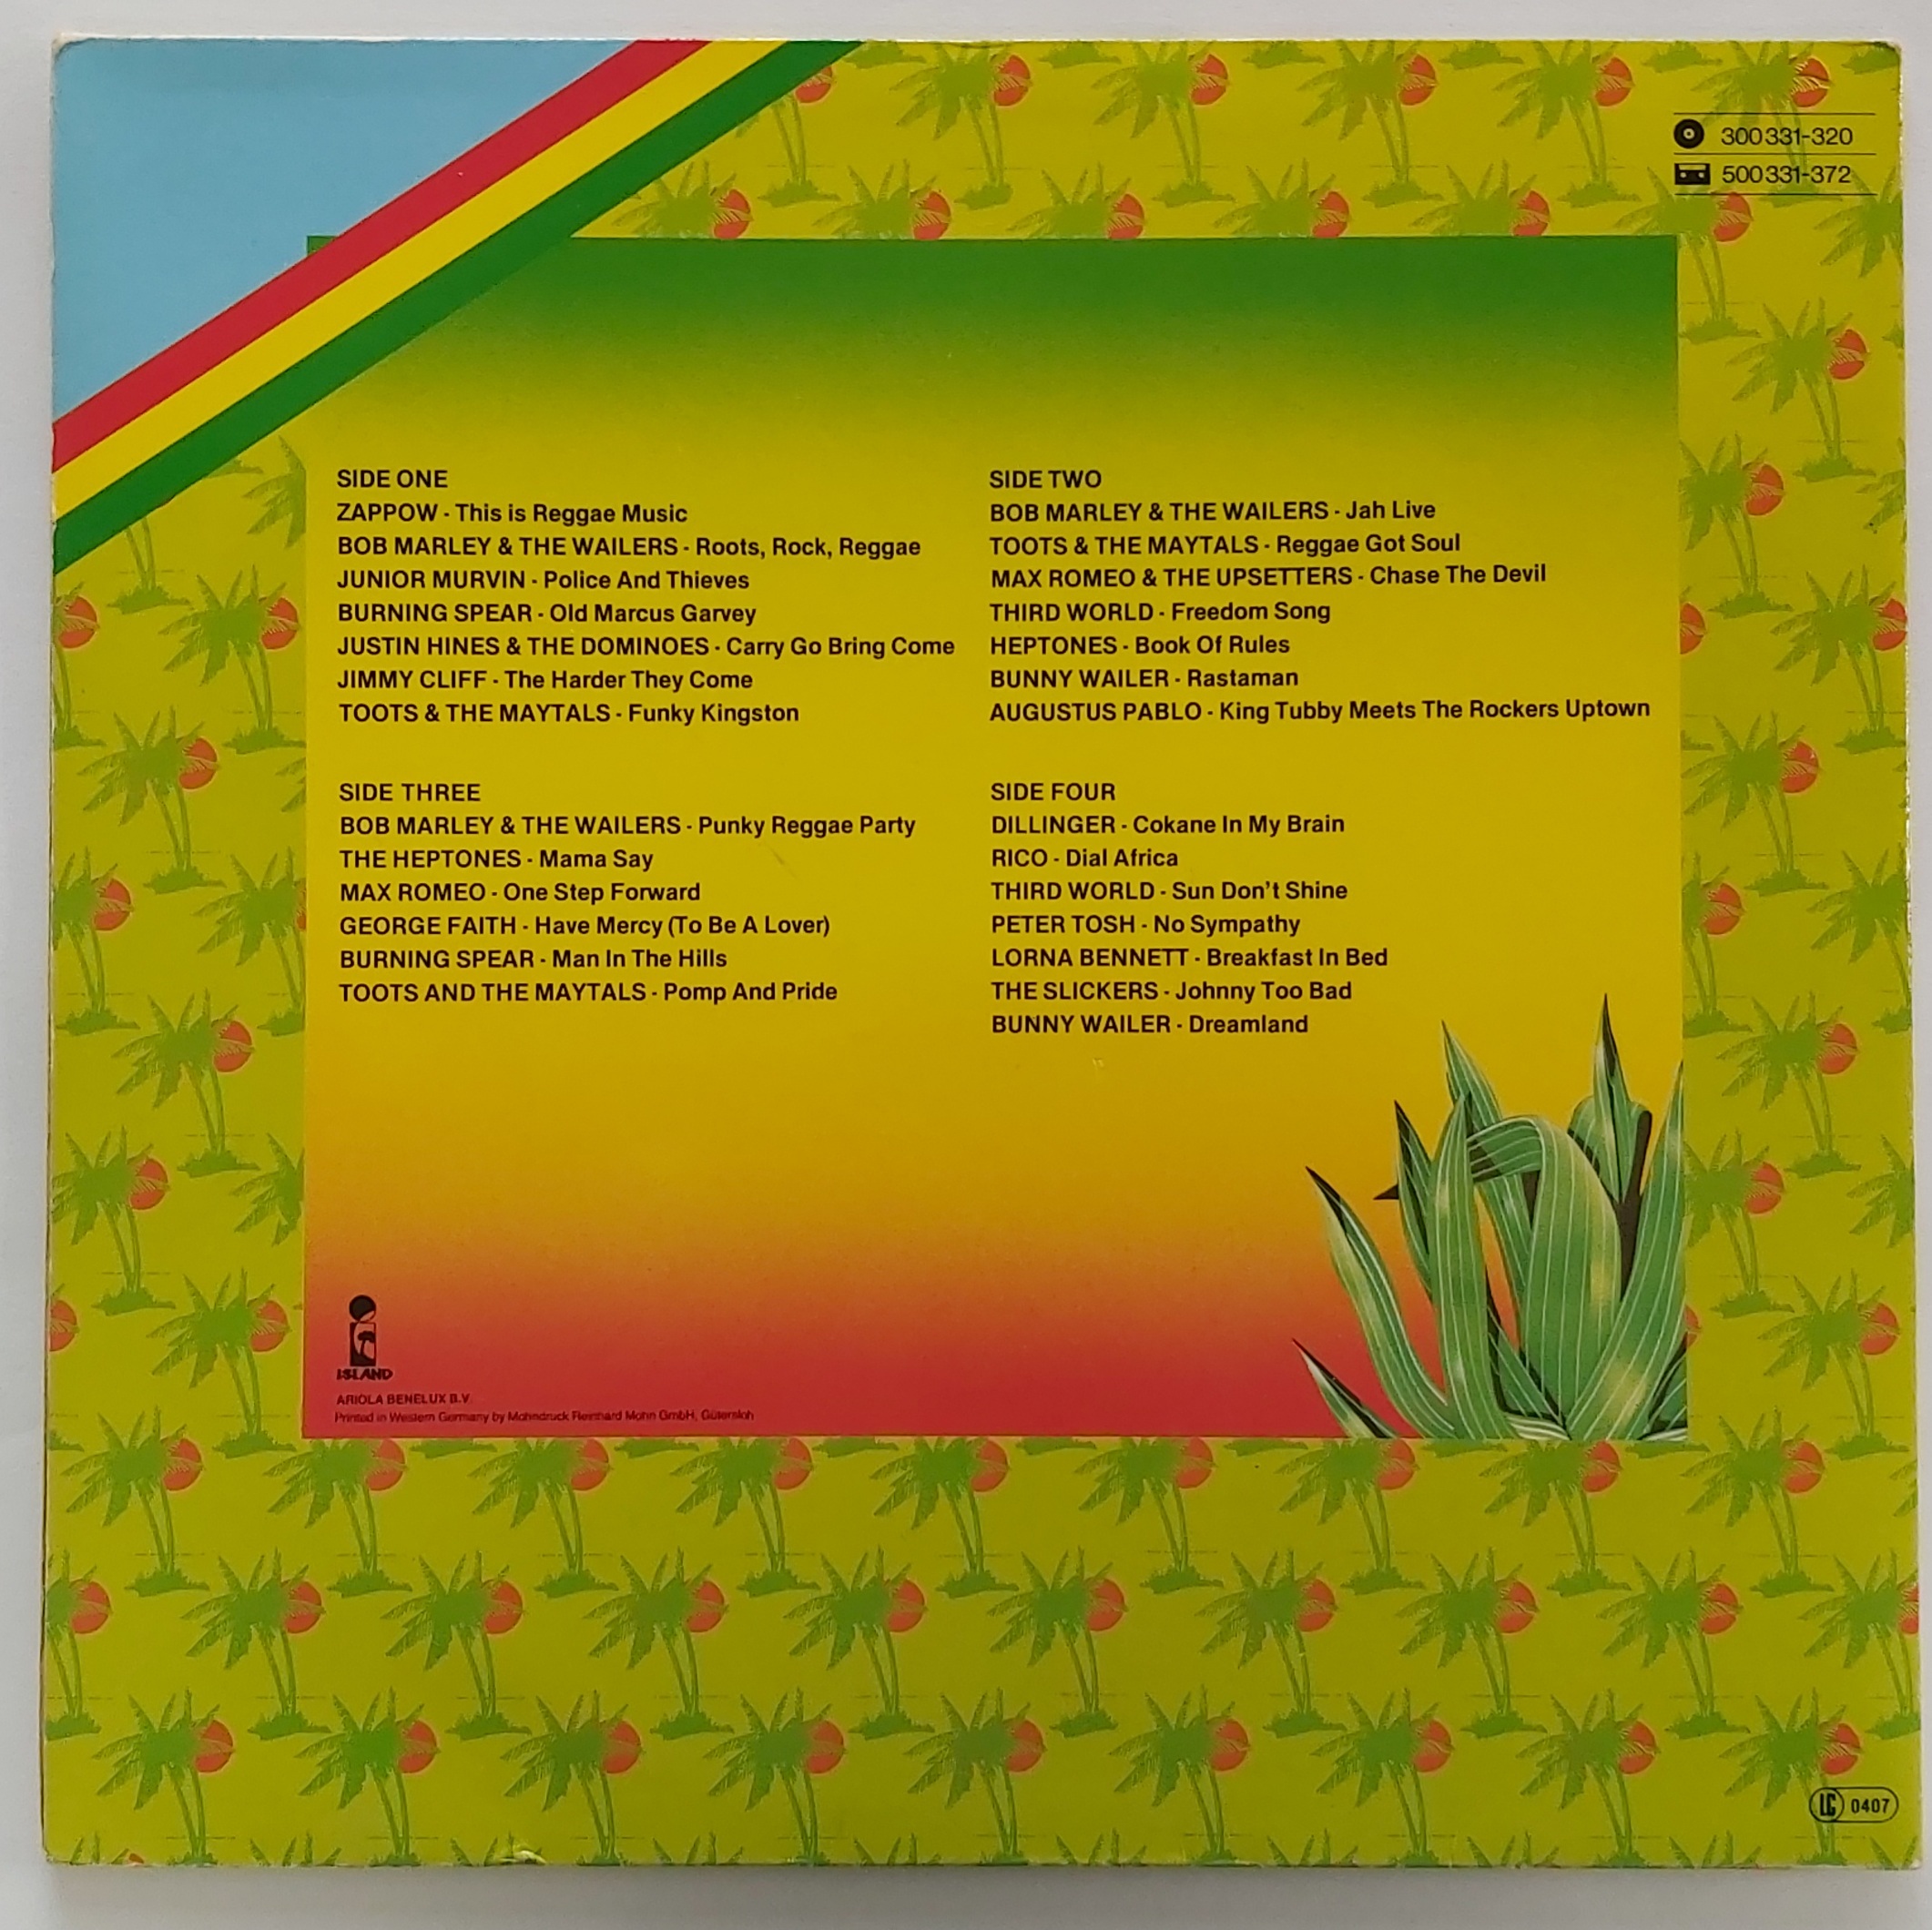 300331-320
500331-372
SIDE ONE
ZAPPOW - This is Reggae Music
BOB MARLEY & THE WAILERS - Roots, Rock, Reggae
JUNIOR MURVIN - Police And Thieves
BURNING SPEAR - Old Marcus Garvey
JUSTIN HINES & THE DOMINOES - Carry Go Bring Come
JIMMY CLIFF - The Harder They Come
TOOTS & THE MAYTALS - Funky Kingston
SIDE TWO
BOB MARLEY & THE WAILERS - Jah Live
TOOTS & THE MAYTALS - Reggae Got Soul
MAX ROMEO & THE UPSETTERS - Chase The Devil
THIRD WORLD - Freedom Song
HEPTONES - Book Of Rules
BUNNY WAILER - Rastaman
AUGUSTUS PABLO - King Tubby Meets The Rockers Uptown
SIDE THREE
BOB MARLEY & THE WAILERS - Punky Reggae Party
THE HEPTONES - Mama Say
MAX ROMEO - One Step Forward
GEORGE FAITH - Have Mercy (To Be A Lover)
BURNING SPEAR - Man In The Hills
TOOTS AND THE MAYTALS - Pomp And Pride
SIDE FOUR
DILLINGER - Cokane In My Brain
RICO - Dial Africa
THIRD WORLD - Sun Don't Shine
PETER TOSH - No Sympathy
LORNA BENNETT - Breakfast In Bed
THE SLICKERS - Johnny Too Bad
BUNNY WAILER - Dreamland
ISLAND
ARIOLA BENELUX B.V.
Printed in Western Germany by Mohndruck Reinhard Mohn GmbH, Gütersloh
LC 0407